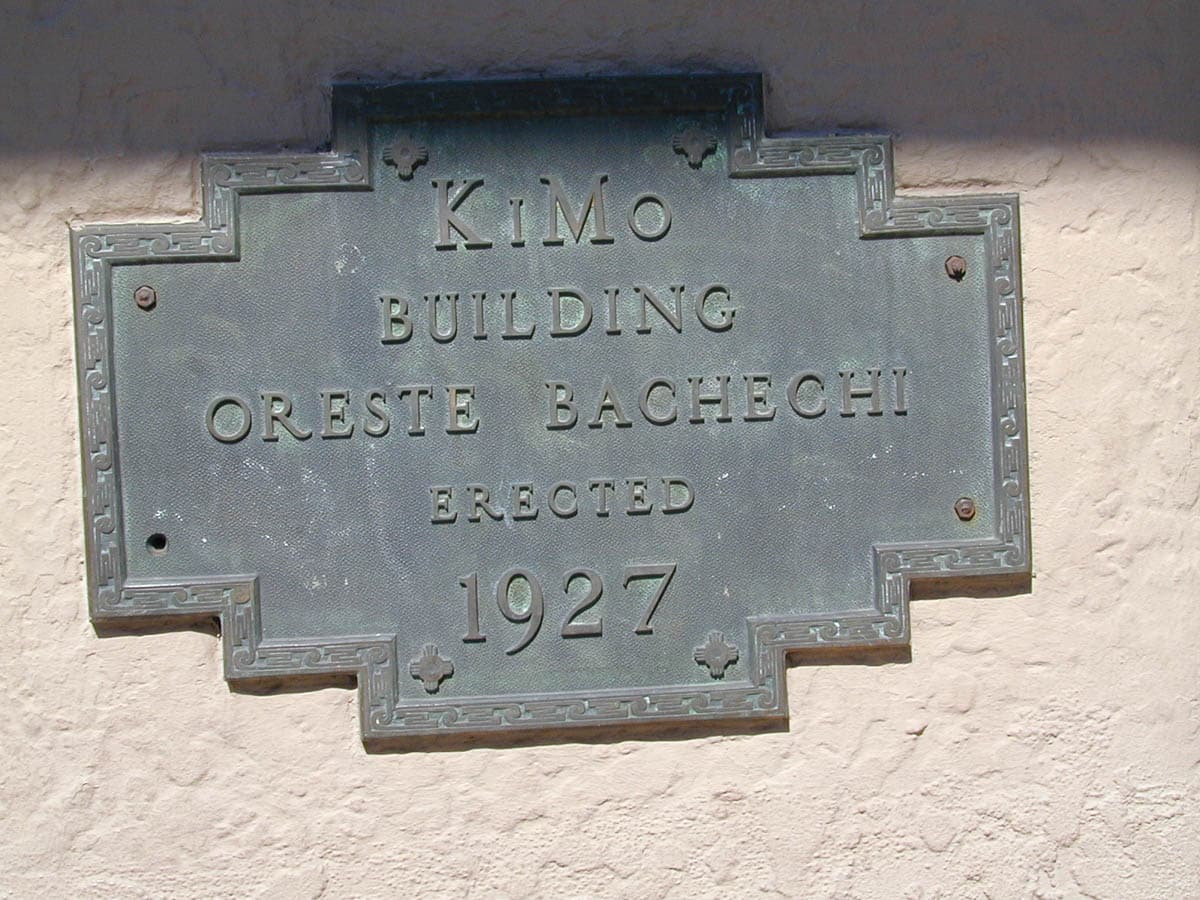 KiMo
BUILDING
ORESTE BACHECHI
ERECTED
1927